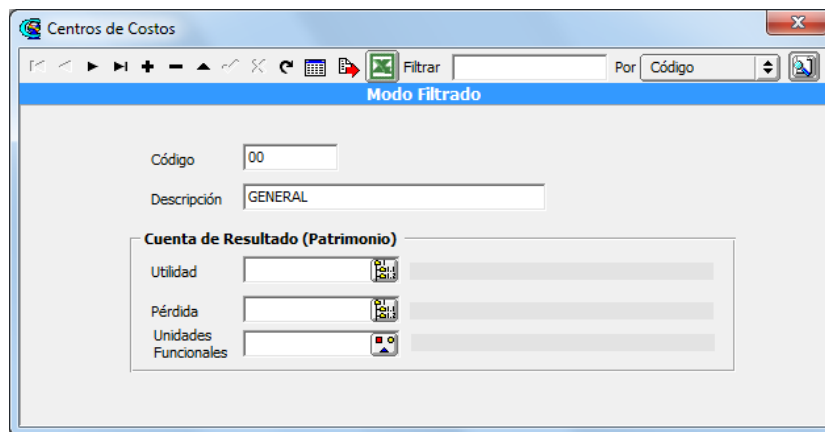 Centros de Costos
Filtrar Por Código
Modo Filtrado
Código 00
Descripción GENERAL
Cuenta de Resultado (Patrimonio)
Utilidad
Pérdida
Unidades
Funcionales